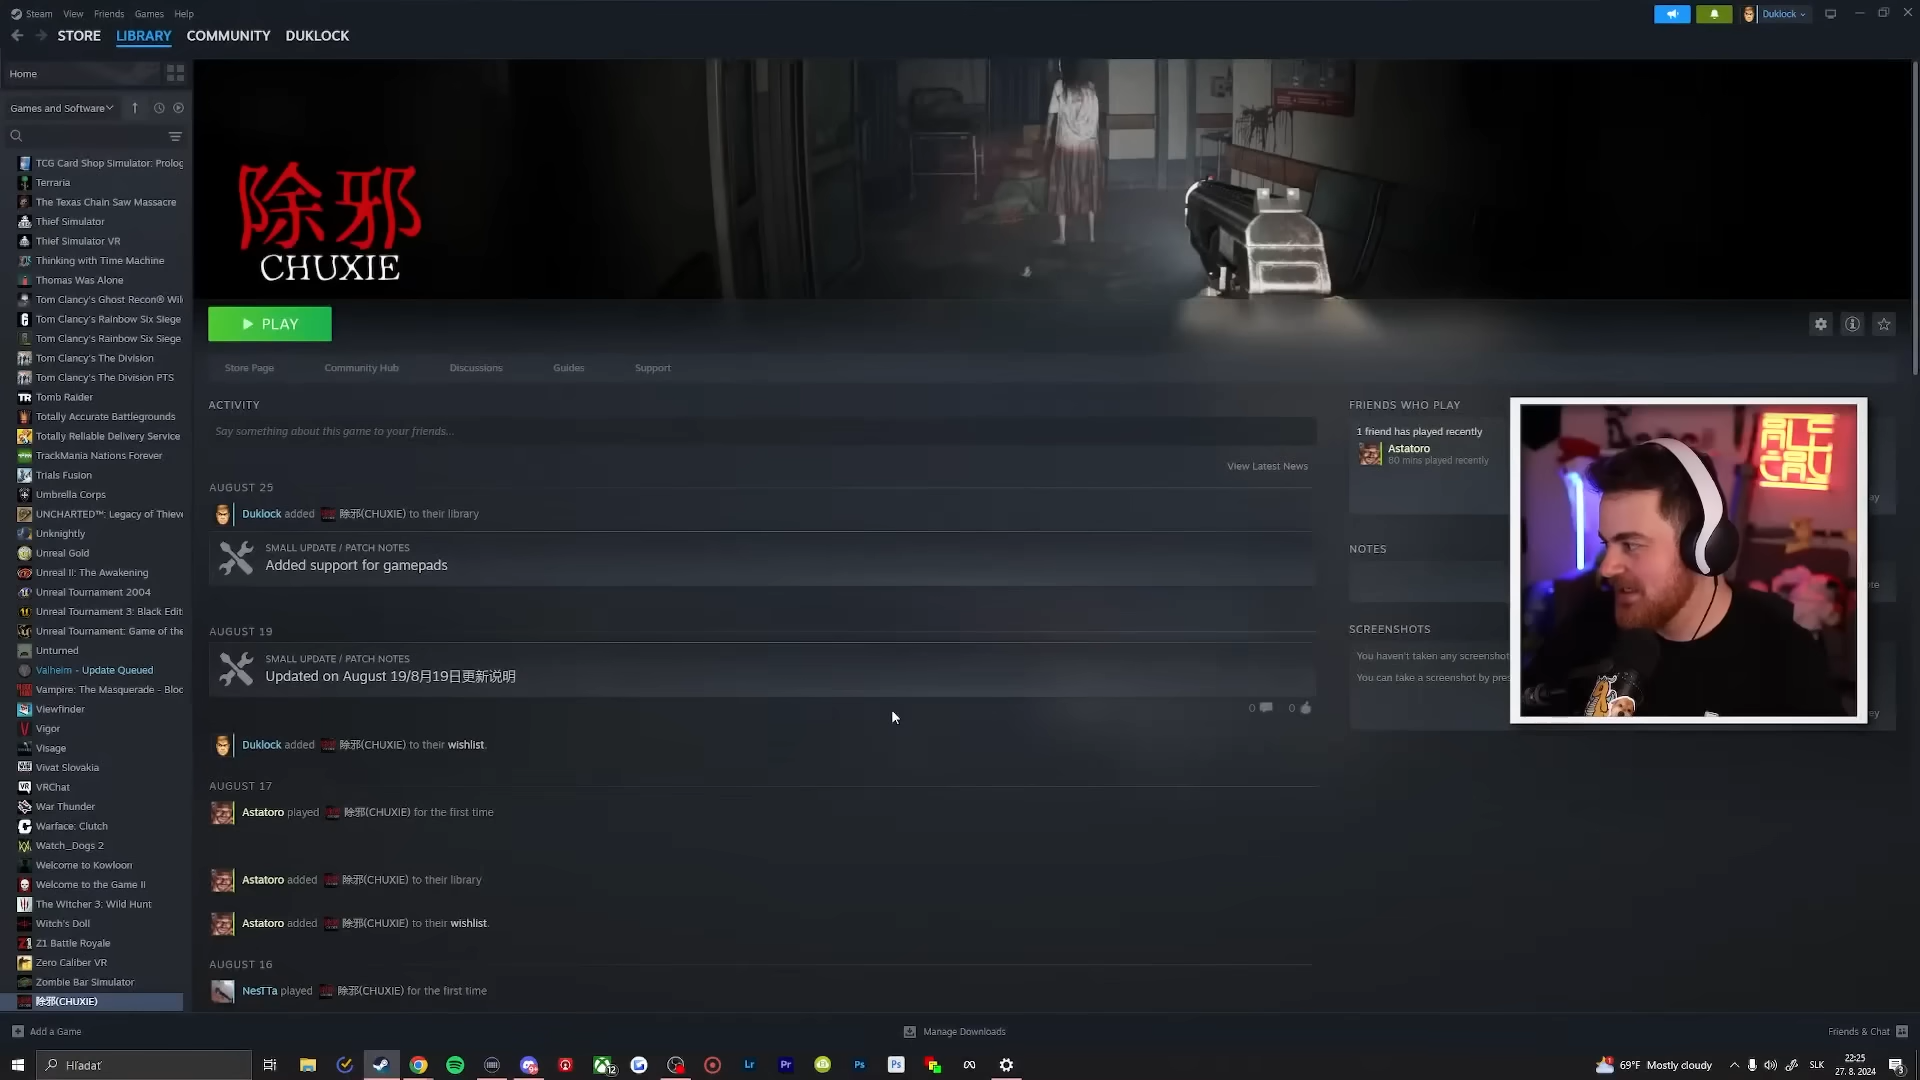 Steam View Friends Games Help
Duklock
STORE LIBRARY COMMUNITY DUKLOCK
Home
Games and Software
TCG Card Shop Simulator: Prolog
Terraria
The Texas Chain Saw Massacre
Thief Simulator
Thief Simulator VR
Thinking with Time Machine
Thomas Was Alone
Tom Clancy's Ghost Recon® Wil
Tom Clancy's Rainbow Six Siege
Tom Clancy's Rainbow Six Siege
Tom Clancy's The Division
Tom Clancy's The Division PTS
Tomb Raider
Totally Accurate Battlegrounds
Totally Reliable Delivery Service
TrackMania Nations Forever
Trials Fusion
Umbrella Corps
UNCHARTED™: Legacy of Thieve
Unknightly
Unreal Gold
Unreal II: The Awakening
Unreal Tournament 2004
Unreal Tournament 3: Black Edit
Unreal Tournament: Game of the
Unturned
Valheim - Update Queued
Vampire: The Masquerade - Bloo
Viewfinder
Vigor
Visage
Vivat Slovakia
VRChat
War Thunder
Warface: Clutch
Watch_Dogs 2
Welcome to Kowloon
Welcome to the Game II
The Witcher 3: Wild Hunt
Witch's Doll
Z1 Battle Royale
Zero Caliber VR
Zombie Bar Simulator
除邪(CHUXIE)
除邪
CHUXIE
PLAY
Store Page Community Hub Discussions Guides Support
ACTIVITY
Say something about this game to your friends...
View Latest News
AUGUST 25
Duklock added 除邪(CHUXIE) to their library
SMALL UPDATE / PATCH NOTES
Added support for gamepads
AUGUST 19
SMALL UPDATE / PATCH NOTES
Updated on August 19/8月19日更新说明
0 0
Duklock added 除邪(CHUXIE) to their wishlist.
AUGUST 17
Astatoro played 除邪(CHUXIE) for the first time
Astatoro added 除邪(CHUXIE) to their library
Astatoro added 除邪(CHUXIE) to their wishlist.
AUGUST 16
NesTTa played 除邪(CHUXIE) for the first time
FRIENDS WHO PLAY
1 friend has played recently
Astatoro
80 mins played recently
NOTES
SCREENSHOTS
You haven't taken any screenshot
You can take a screenshot by pres
Add a Game
Manage Downloads
Friends & Chat
Hľadať
Lr Pr Ps Ps
69°F Mostly cloudy
SLK
22:25
27. 8. 2024